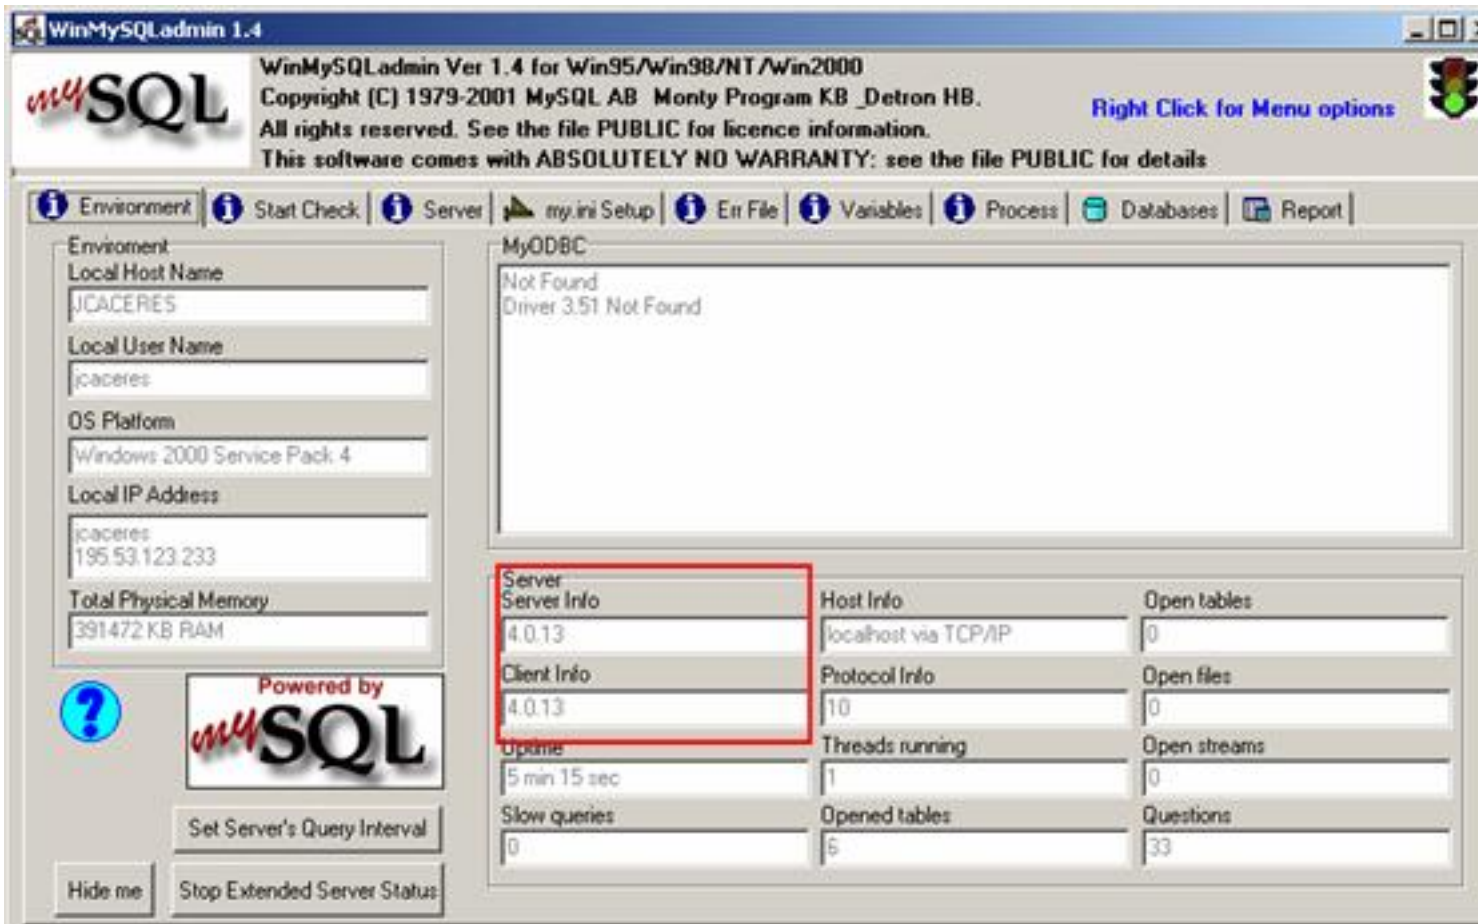 WinMySQLadmin 1.4
mySQL
WinMySQLadmin Ver 1.4 for Win95/Win98/NT/Win2000
Copyright (C) 1979-2001 MySQL AB Monty Program KB _Detron HB.
All rights reserved. See the file PUBLIC for licence information.
This software comes with ABSOLUTELY NO WARRANTY: see the file PUBLIC for details
Right Click for Menu options
Environment
Start Check
Server
my.ini Setup
Err File
Variables
Process
Databases
Report
Enviroment
Local Host Name
JCACERES
Local User Name
jcaceres
OS Platform
Windows 2000 Service Pack 4
Local IP Address
jcaceres
195.53.123.233
Total Physical Memory
391472 KB RAM
MyODBC
Not Found
Driver 3.51 Not Found
Server
Server Info
4.0.13
Host Info
localhost via TCP/IP
Open tables
0
Client Info
4.0.13
Protocol Info
10
Open files
0
Uptime
5 min 15 sec
Threads running
1
Open streams
0
Slow queries
0
Opened tables
6
Questions
33
?
Powered by
mySQL
Set Server's Query Interval
Hide me
Stop Extended Server Status